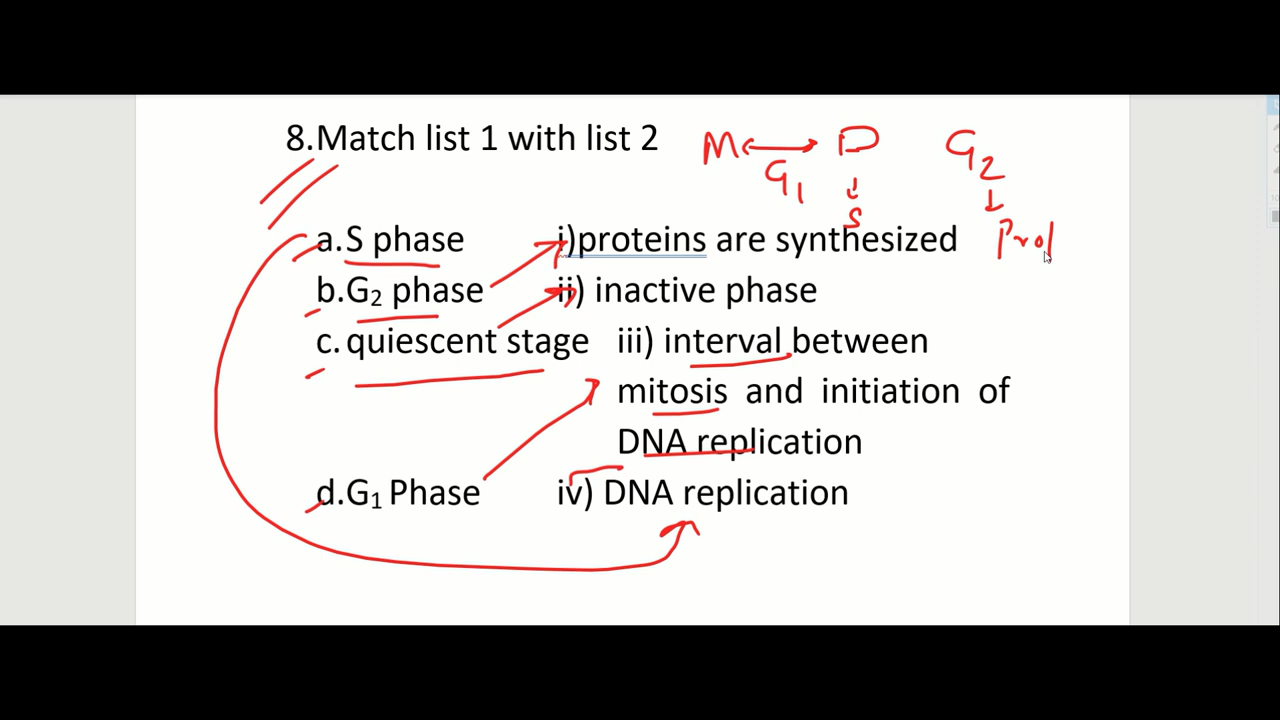 8.Match list 1 with list 2
M ↔ D G2
G1
↓ ↓
S
a.S phase i)proteins are synthesized Prol
b.G₂ phase ii) inactive phase
c. quiescent stage iii) interval between
mitosis and initiation of
DNA replication
d.G₁ Phase iv) DNA replication